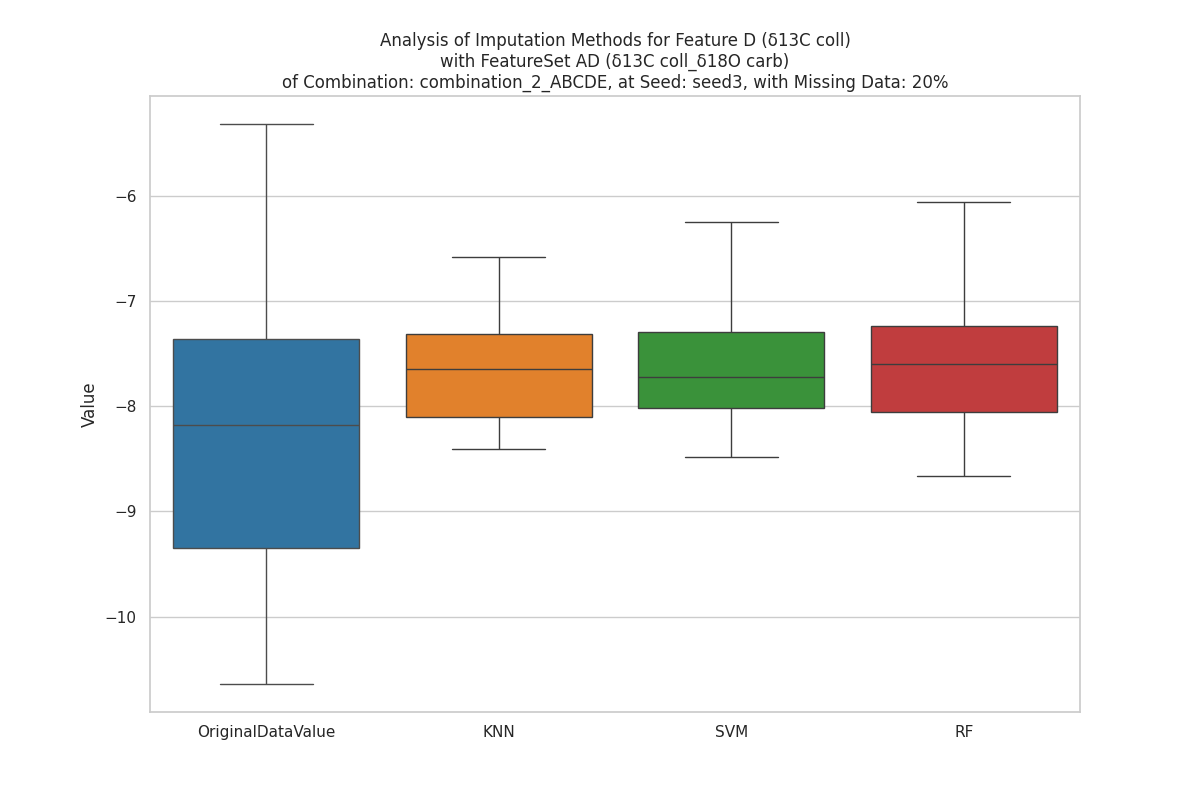 Analysis of Imputation Methods for Feature D (δ13C coll)
with FeatureSet AD (δ13C coll_δ18O carb)
of Combination: combination_2_ABCDE, at Seed: seed3, with Missing Data: 20%
−6
−7
−8
−9
−10
Value
OriginalDataValue
KNN
SVM
RF